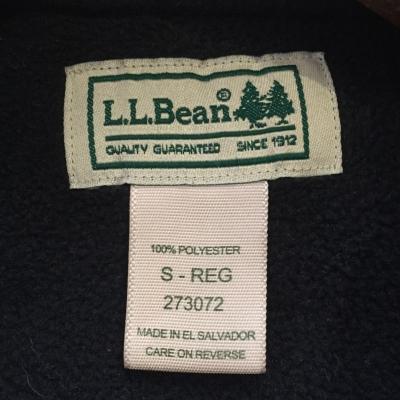 L.L.Bean®
QUALITY GUARANTEED SINCE 1912
100% POLYESTER
S - REG
273072
MADE IN EL SALVADOR
CARE ON REVERSE